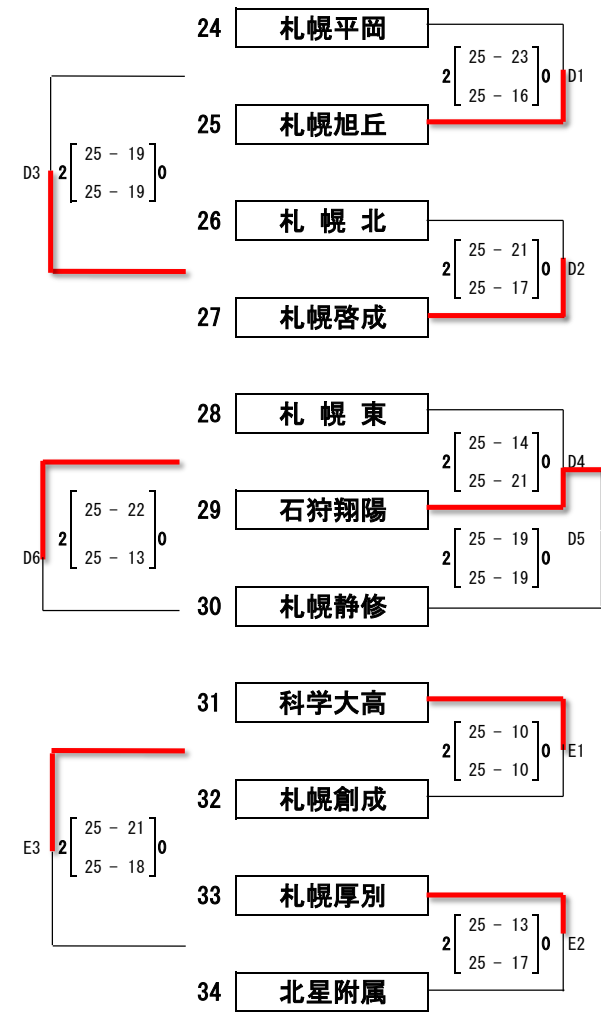 24 札幌平岡
2 25 - 23 0 D1
25 - 16
25 札幌旭丘
D3 2 25 - 19 0
25 - 19
26 札 幌 北
2 25 - 21 0 D2
25 - 17
27 札幌啓成
28 札 幌 東
2 25 - 14 0 D4
25 - 21
29 石狩翔陽
D6 2 25 - 22 0
25 - 13
2 25 - 19 0 D5
25 - 19
30 札幌静修
31 科学大高
2 25 - 10 0 E1
25 - 10
32 札幌創成
E3 2 25 - 21 0
25 - 18
33 札幌厚別
2 25 - 13 0 E2
25 - 17
34 北星附属